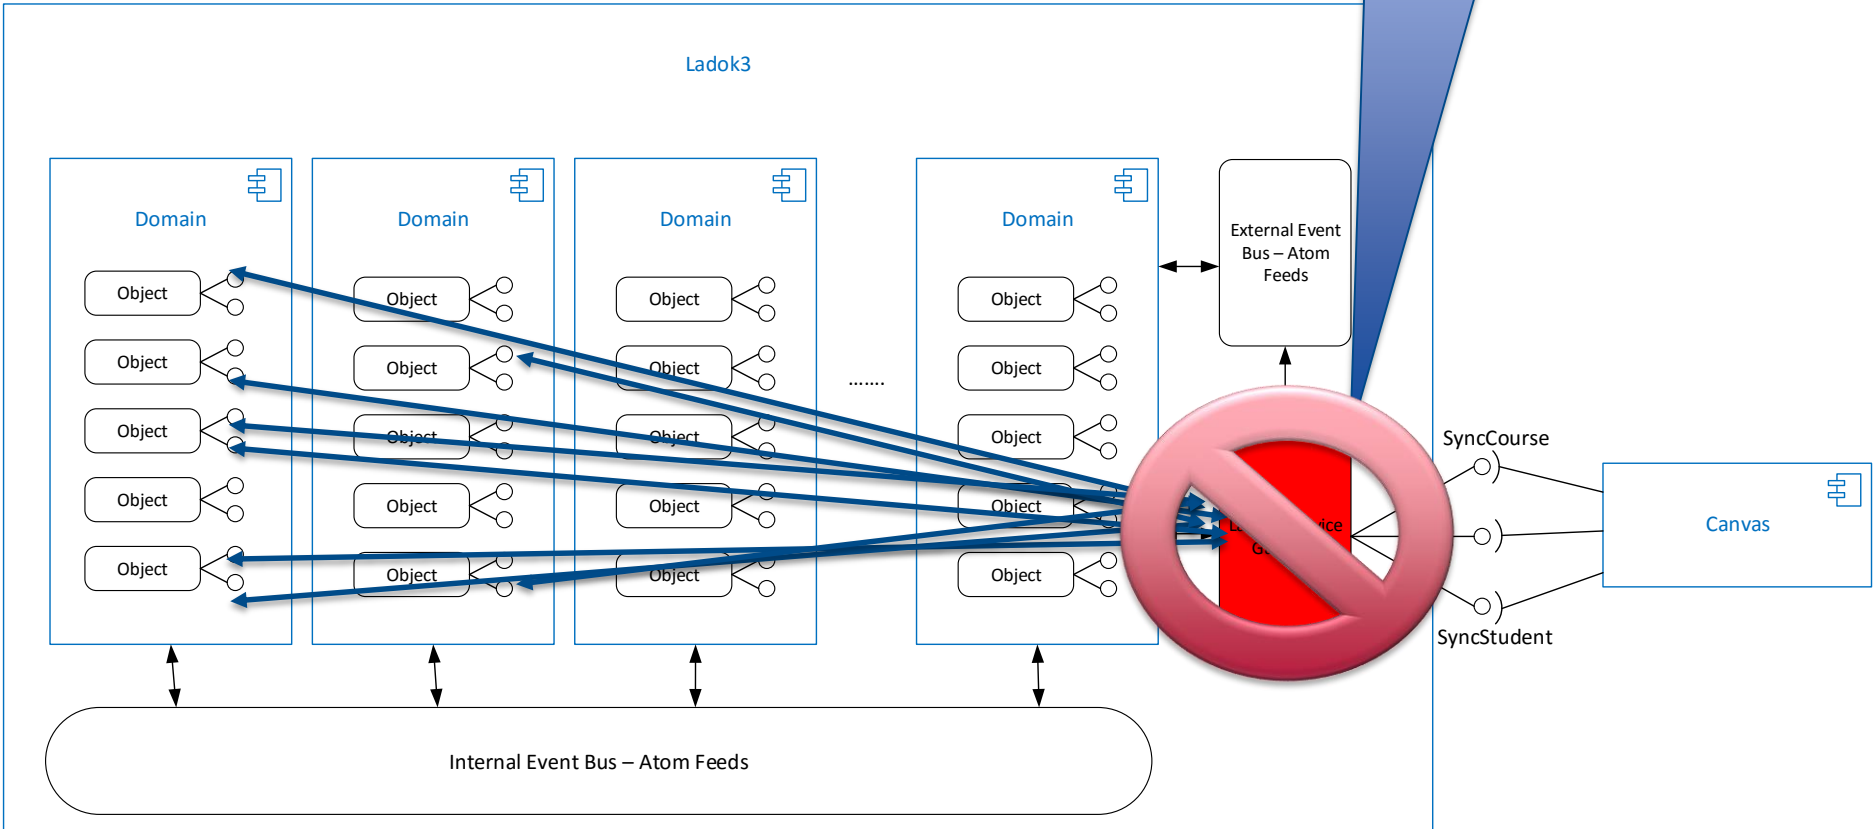 Ladok3
Domain
Object
Object
Object
Object
Object
Domain
Object
Object
Object
Object
Object
Domain
Object
Object
Object
Object
Object
.......
Domain
Object
Object
Object
Object
Object
External Event
Bus – Atom
Feeds
SyncCourse
SyncStudent
Canvas
Internal Event Bus – Atom Feeds